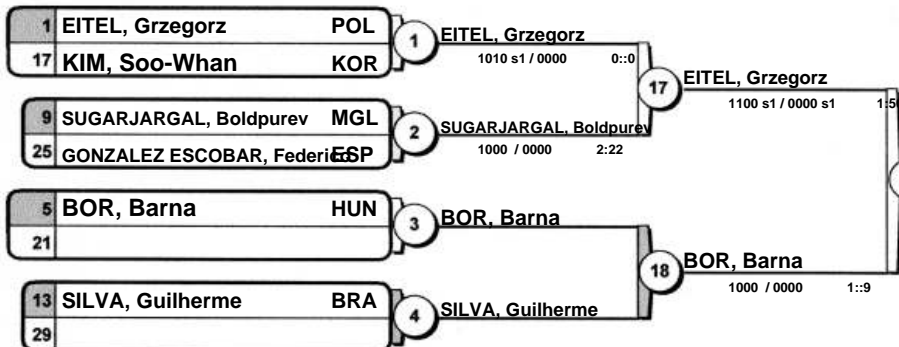 1 EITEL, Grzegorz POL
17 KIM, Soo-Whan KOR
1
EITEL, Grzegorz
1010 s1 / 0000 0::0
9 SUGARJARGAL, Boldpurev MGL
25 GONZALEZ ESCOBAR, Federico ESP
2
SUGARJARGAL, Boldpurev
1000 / 0000 2:22
17
EITEL, Grzegorz
1100 s1 / 0000 s1
5 BOR, Barna HUN
21
3
BOR, Barna
13 SILVA, Guilherme BRA
29
4
SILVA, Guilherme
18
BOR, Barna
1000 / 0000 1::9